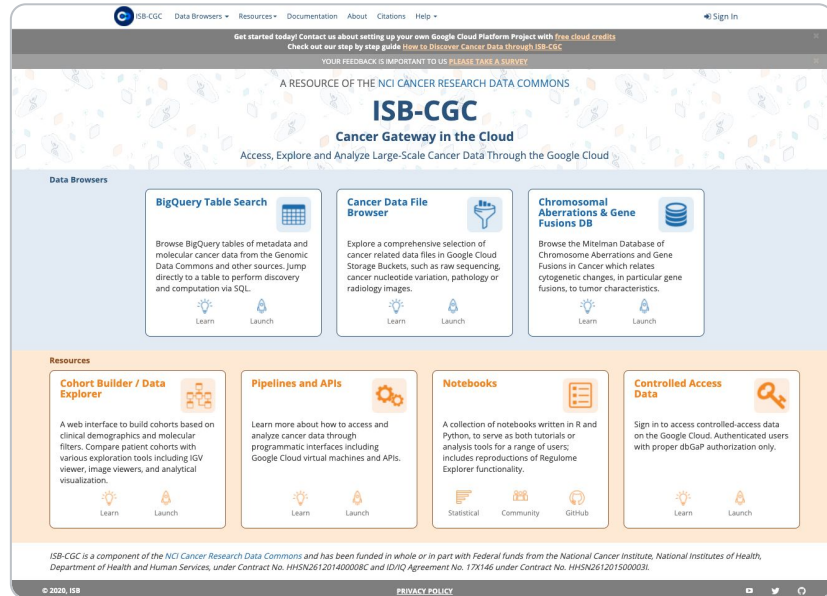 ISB-CGC Data Browsers Resources Documentation About Citations Help Sign In
Get started today! Contact us about setting up your own Google Cloud Platform Project with free cloud credits
Check out our step by step guide How to Discover Cancer Data through ISB-CGC
YOUR FEEDBACK IS IMPORTANT TO US PLEASE TAKE A SURVEY
A RESOURCE OF THE NCI CANCER RESEARCH DATA COMMONS
ISB-CGC
Cancer Gateway in the Cloud
Access, Explore and Analyze Large-Scale Cancer Data Through the Google Cloud
Data Browsers
BigQuery Table Search
Browse BigQuery tables of metadata and
molecular cancer data from the Genomic
Data Commons and other sources. Jump
directly to a table to perform discovery
and computation via SQL.
Learn Launch
Cancer Data File
Browser
Explore a comprehensive selection of
cancer related data files in Google Cloud
Storage Buckets, such as raw sequencing,
cancer nucleotide variation, pathology or
radiology images.
Learn Launch
Chromosomal
Aberrations & Gene
Fusions DB
Browse the Mitelman Database of
Chromosome Aberrations and Gene
Fusions in Cancer which relates
cytogenetic changes, in particular gene
fusions, to tumor characteristics.
Learn Launch
Resources
Cohort Builder / Data
Explorer
A web interface to build cohorts based on
clinical demographics and molecular
filters. Compare patient cohorts with
various exploration tools including IGV
viewer, image viewers, and analytical
visualization.
Learn Launch
Pipelines and APIs
Learn more about how to access and
analyze cancer data through
programmatic interfaces including
Google Cloud virtual machines and APIs.
Learn Launch
Notebooks
A collection of notebooks written in R and
Python, to serve as both tutorials or
analysis tools for a range of users;
includes reproductions of Regulome
Explorer functionality.
Statistical Community GitHub
Controlled Access
Data
Sign in to access controlled-access data
on the Google Cloud. Authenticated users
with proper dbGaP authorization only.
Learn Launch
ISB-CGC is a component of the NCI Cancer Research Data Commons and has been funded in whole or in part with Federal funds from the National Cancer Institute, National Institutes of Health,
Department of Health and Human Services, under Contract No. HHSN261201400008C and ID/IQ Agreement No. 17X146 under Contract No. HHSN261201500003I.
© 2020, ISB PRIVACY POLICY